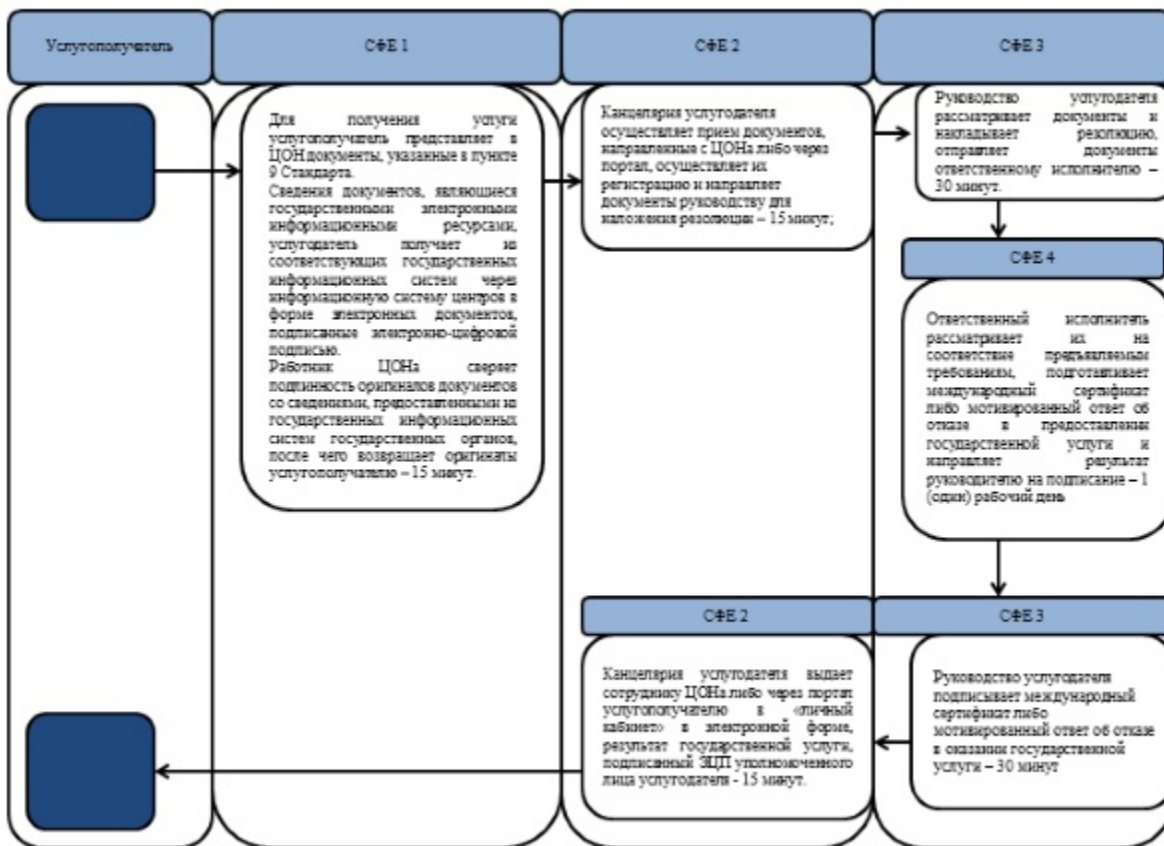 Услугополучатель
СФЕ 1
СФЕ 2
СФЕ 3
Для получения услуги
услугополучатель представляет в
ЦОН документы, указанные в пункте
9 Стандарта.
Сведения документов, являющиеся
государственными электронными
информационными ресурсами,
услугодатель получает из
соответствующих государственных
информационных систем через
информационную систему центров в
форме электронных документов,
подписанные электронно-цифровой
подписью.
Работник ЦОНа сверяет
подлинность оригиналов документов
со сведениями, предоставленными из
государственных информационных
систем государственных органов,
после чего возвращает оригиналы
услугополучателю – 15 минут.
Канцелярия услугодателя
осуществляет прием документов,
направленные с ЦОНа либо через
портал, осуществляет их
регистрацию и направляет
документы руководству для
наложения резолюции – 15 минут;
Руководство услугодателя
рассматривает документы и
накладывает резолюцию,
отправляет документы
ответственному исполнителю –
30 минут.
СФЕ 4
Ответственный исполнитель
рассматривает их на
соответствие предъявляемым
требованиям, подготавливает
международный сертификат
либо мотивированный ответ об
отказе в предоставлении
государственной услуги и
направляет результат
руководителю на подписание – 1
(один) рабочий день
СФЕ 2
СФЕ 3
Канцелярия услугодателя выдает
сотруднику ЦОНа либо через портал
услугополучателю в «личный
кабинет» в электронной форме,
результат государственной услуги,
подписанный ЭЦП уполномоченного
лица услугодателя - 15 минут.
Руководство услугодателя
подписывает международный
сертификат либо
мотивированный ответ об отказе
в оказании государственной
услуги – 30 минут